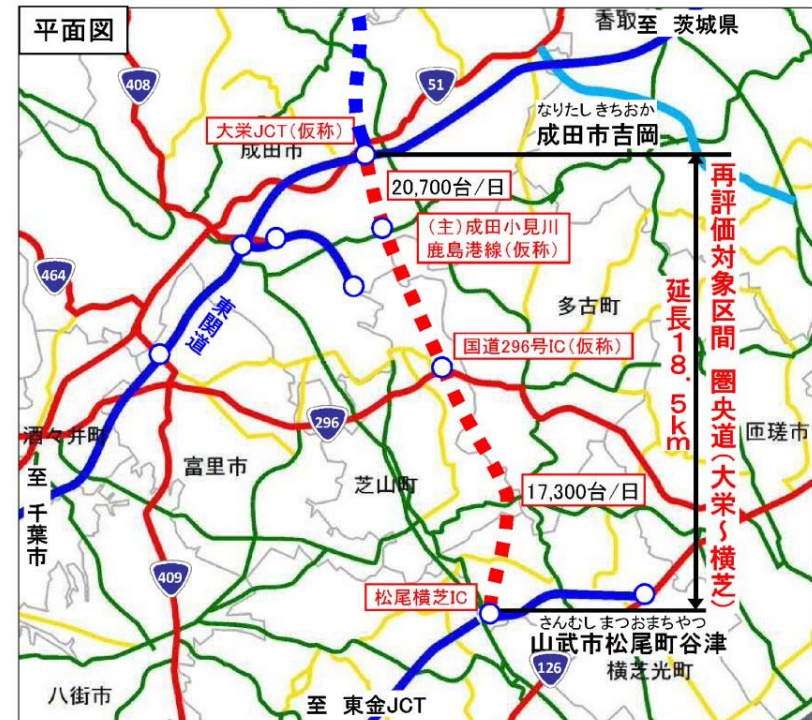 平面図
香取
至 茨城県
408
51
なりたし きちおか
成田市吉岡
大栄JCT(仮称)
成田市
20,700台/日
(主)成田小見川
鹿島港線(仮称)
464
東関道
多古町
国道296号IC(仮称)
再評価対象区間 圏央道(大栄~横芝)
延長18.5km
酒々井町
296
匝瑳市
富里市
芝山町
至 千葉市
17,300台/日
409
松尾横芝IC
さんむし まつおまちやつ
山武市松尾町谷津
126
横芝光町
八街市
至 東金JCT